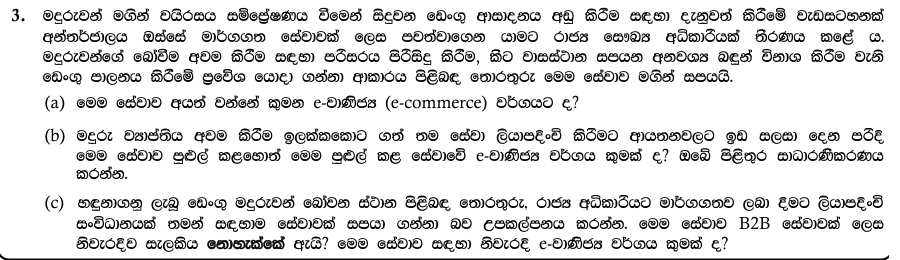 3. මදුරුවන් මගින් වයිරසය සම්ප්‍රේෂණය වීමෙන් සිදුවන ඩෙංගු ආසාදනය අඩු කිරීම සඳහා දැනුවත් කිරීමේ වැඩසටහනක්
අන්තර්ජාලය ඔස්සේ මාර්ගගත සේවාවක් ලෙස පවත්වාගෙන යාමට රාජ්‍ය සෞඛ්‍ය අධිකාරියක් තීරණය කළේ ය.
මදුරුවන්ගේ බෝවීම අවම කිරීම සඳහා පරිසරය පිරිසිදු කිරීම, කීට වාසස්ථාන සපයන අනවශ්‍ය බඳුන් විනාශ කිරීම වැනි
ඩෙංගු පාලනය කිරීමේ ප්‍රවේශ යොදා ගන්නා ආකාරය පිළිබඳ තොරතුරු මෙම සේවාව මගින් සපයයි.
(a) මෙම සේවාව අයත් වන්නේ කුමන e-වාණිජ්‍ය (e-commerce) වර්ගයට ද?
(b) මදුරු ව්‍යාප්තිය අවම කිරීම ඉලක්කකොට ගත් තම සේවා ලියාපදිංචි කිරීමට ආයතනවලට ඉඩ සලසා දෙන පරිදි
මෙම සේවාව පුළුල් කළහොත් මෙම පුළුල් කළ සේවාවේ e-වාණිජ්‍ය වර්ගය කුමක් ද? ඔබේ පිළිතුර සාධාරණීකරණය
කරන්න.
(c) හඳුනාගනු ලැබූ ඩෙංගු මදුරුවන් බෝවන ස්ථාන පිළිබඳ තොරතුරු, රාජ්‍ය අධිකාරියට මාර්ගගතව ලබා දීමට ලියාපදිංචි
සංවිධානයක් තමන් සඳහාම සේවාවක් සපයා ගන්නා බව උපකල්පනය කරන්න. මෙම සේවාව B2B සේවාවක් ලෙස
නිවැරදිව සැලකිය නොහැක්කේ ඇයි? මෙම සේවාව සඳහා නිවැරදි e-වාණිජ්‍ය වර්ගය කුමක් ද?